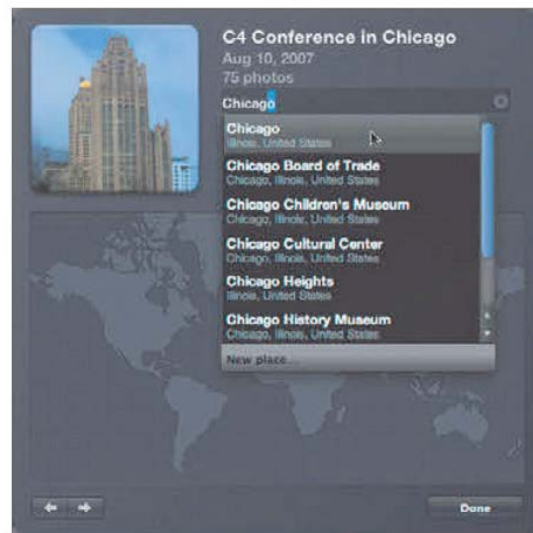 C4 Conference in Chicago
Aug 10, 2007
75 photos
Chicago
Chicago
Illinois, United States
Chicago Board of Trade
Chicago, Illinois, United States
Chicago Children's Museum
Chicago, Illinois, United States
Chicago Cultural Center
Chicago, Illinois, United States
Chicago Heights
Illinois, United States
Chicago History Museum
Chicago, Illinois, United States
New place...
Done